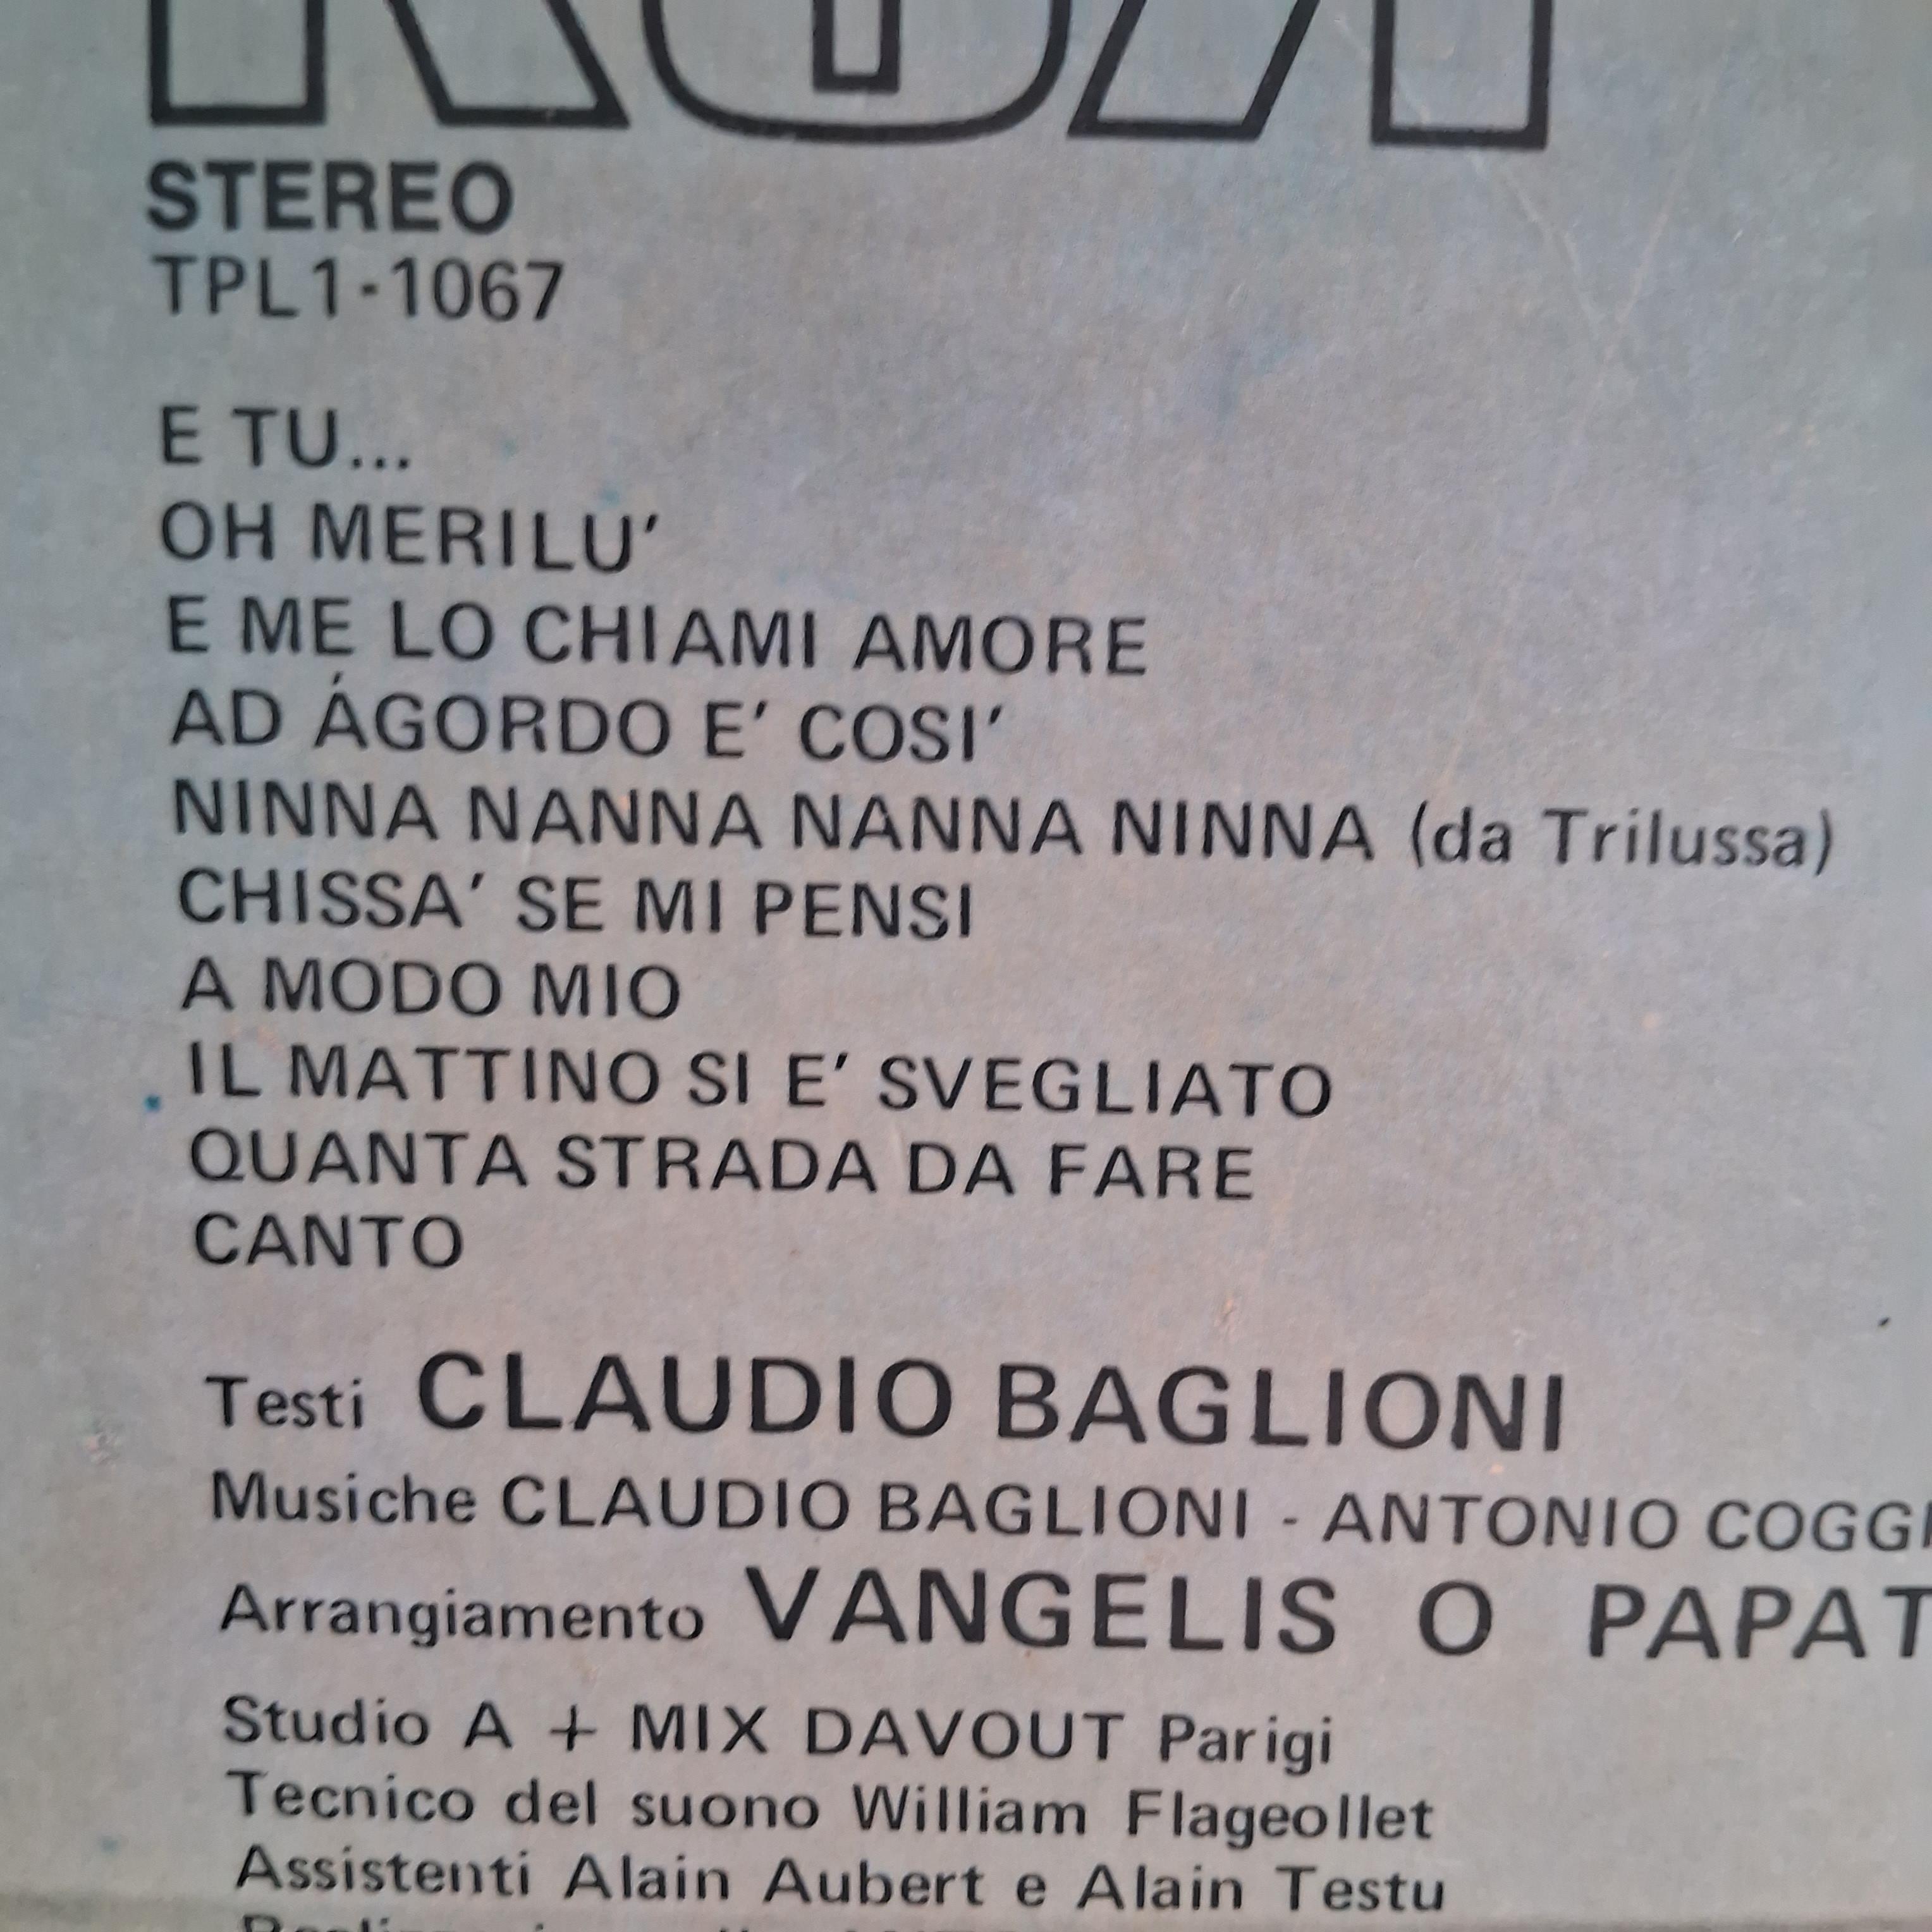 RCA
STEREO
TPL1-1067
E TU...
OH MERILU'
E ME LO CHIAMI AMORE
AD ÁGORDO E' COSI'
NINNA NANNA NANNA NINNA (da Trilussa)
CHISSA' SE MI PENSI
A MODO MIO
IL MATTINO SI E' SVEGLIATO
QUANTA STRADA DA FARE
CANTO
Testi CLAUDIO BAGLIONI
Musiche CLAUDIO BAGLIONI - ANTONIO COGGI
Arrangiamento VANGELIS O PAPAT
Studio A + MIX DAVOUT Parigi
Tecnico del suono William Flageollet
Assistenti Alain Aubert e Alain Testu